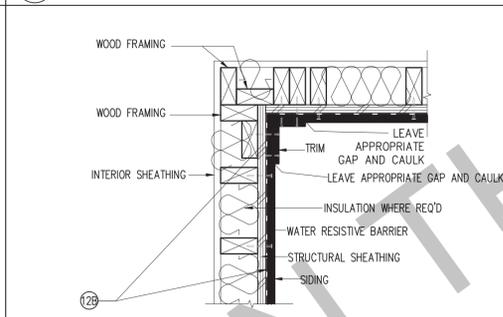 WOOD FRAMING
WOOD FRAMING
LEAVE
APPROPRIATE
GAP AND CAULK
TRIM
INTERIOR SHEATHING
LEAVE APPROPRIATE GAP AND CAULK
INSULATION WHERE REQ'D
WATER RESISTIVE BARRIER
STRUCTURAL SHEATHING
SIDING
12B
N TH